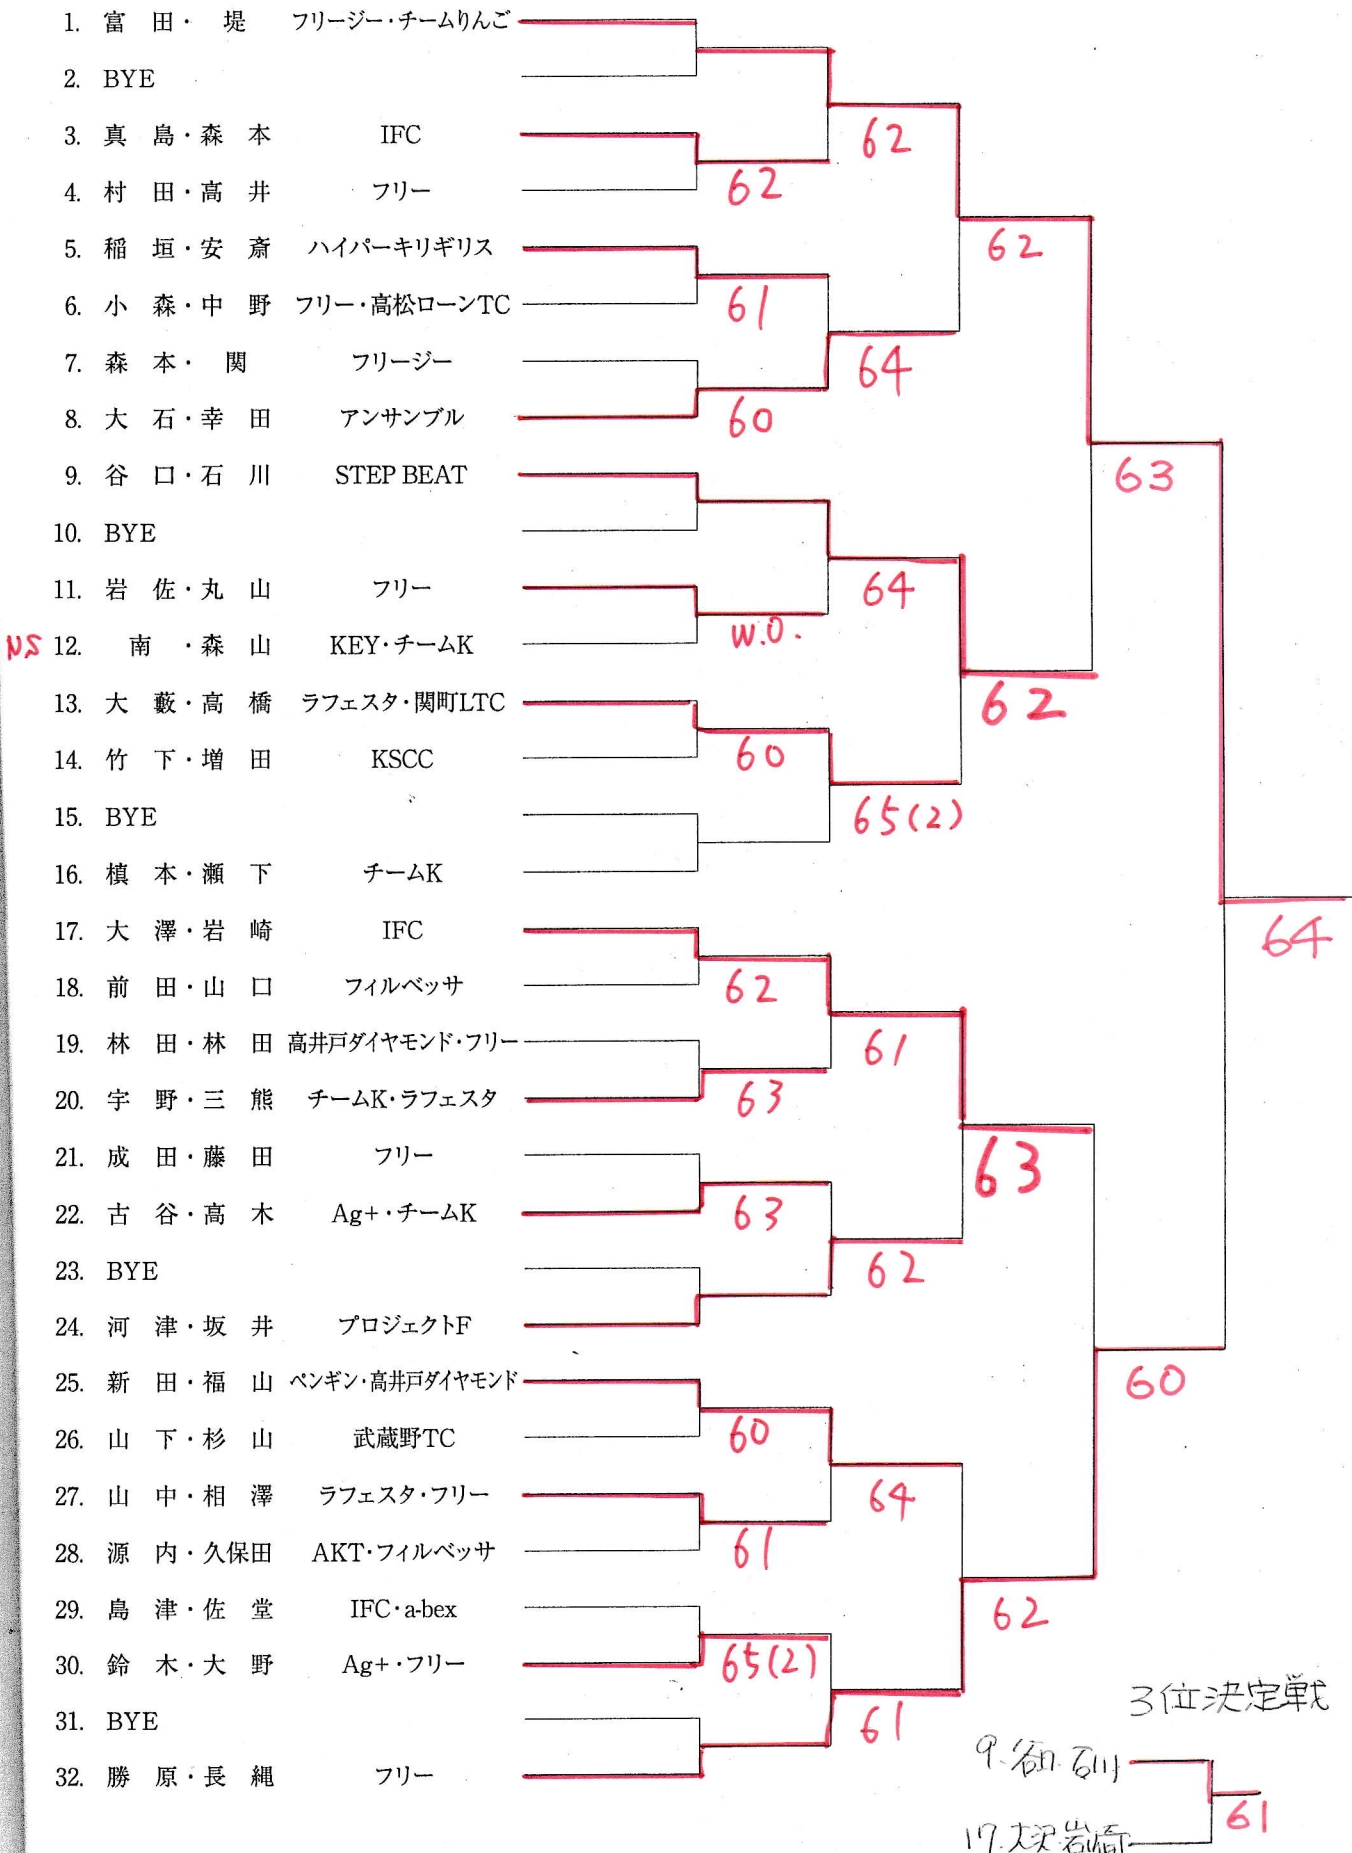 1. 富田・堤 フリージー・チームりんご
2. BYE
62
3. 真島・森本 IFC
62
4. 村田・高井 フリー
62
5. 稲垣・安斎 ハイパーキリギリス
61
6. 小森・中野 フリー・高松ローンTC
64
7. 森本・関 フリージー
60
8. 大石・幸田 アンサンブル
63
9. 谷口・石川 STEP BEAT
10. BYE
64
11. 岩佐・丸山 フリー
W.O.
NS 12. 南・森山 KEY・チームK
62
13. 大藪・高橋 ラフェスタ・関町LTC
60
14. 竹下・増田 KSCC
65(2)
15. BYE
16. 槙本・瀬下 チームK
64
17. 大澤・岩崎 IFC
62
18. 前田・山口 フィルベッサ
61
19. 林田・林田 高井戸ダイヤモンド・フリー
63
20. 宇野・三熊 チームK・ラフェスタ
63
21. 成田・藤田 フリー
63
22. 古谷・高木 Ag+・チームK
62
23. BYE
24. 河津・坂井 プロジェクトF
60
25. 新田・福山 ペンギン・高井戸ダイヤモンド
60
26. 山下・杉山 武蔵野TC
64
27. 山中・相澤 ラフェスタ・フリー
61
28. 源内・久保田 AKT・フィルベッサ
62
29. 島津・佐堂 IFC・a-bex
65(2)
30. 鈴木・大野 Ag+・フリー
61
31. BYE
32. 勝原・長縄 フリー
3位決定戦
9. 谷口・石川
61
17. 大沢・岩崎